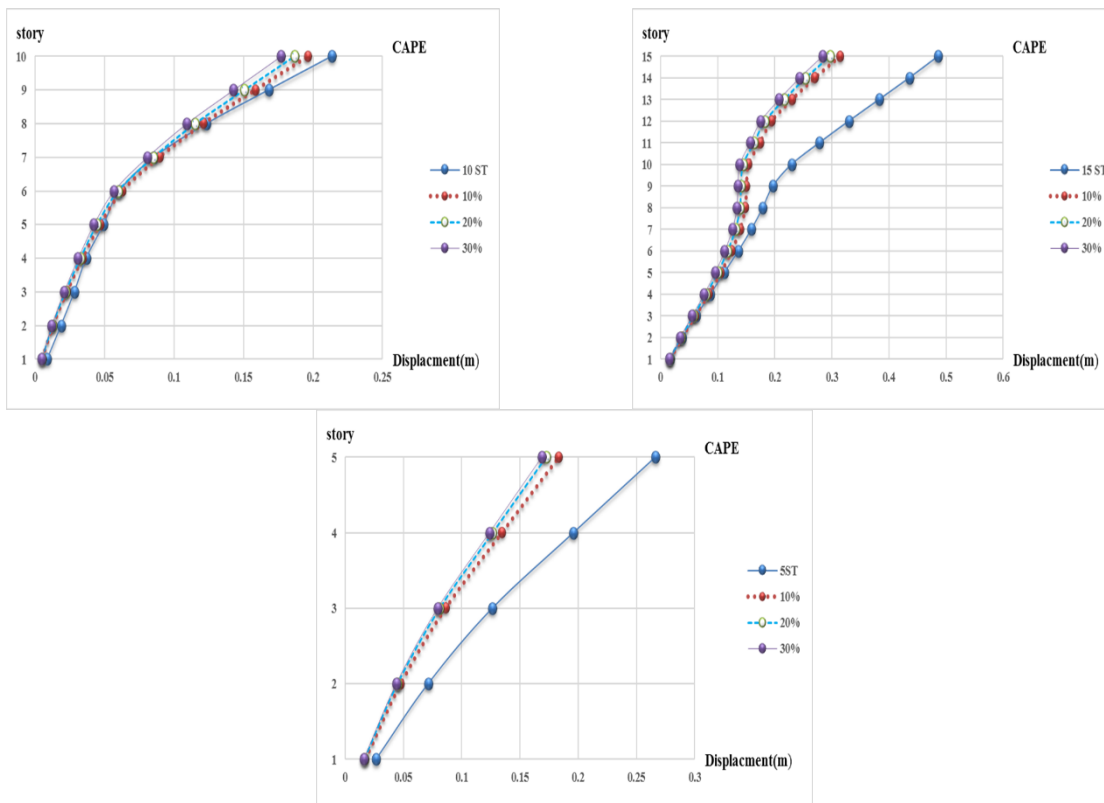 story
CAPE
10
9
8
7
6
5
4
3
2
1
10 ST
10%
20%
30%
Displacment(m)
0 0.05 0.1 0.15 0.2 0.25
story
CAPE
15
14
13
12
11
10
9
8
7
6
5
4
3
2
1
15 ST
10%
20%
30%
Displacment(m)
0 0.1 0.2 0.3 0.4 0.5 0.6
story
CAPE
5
4
3
2
1
5ST
10%
20%
30%
Displacment(m)
0 0.05 0.1 0.15 0.2 0.25 0.3